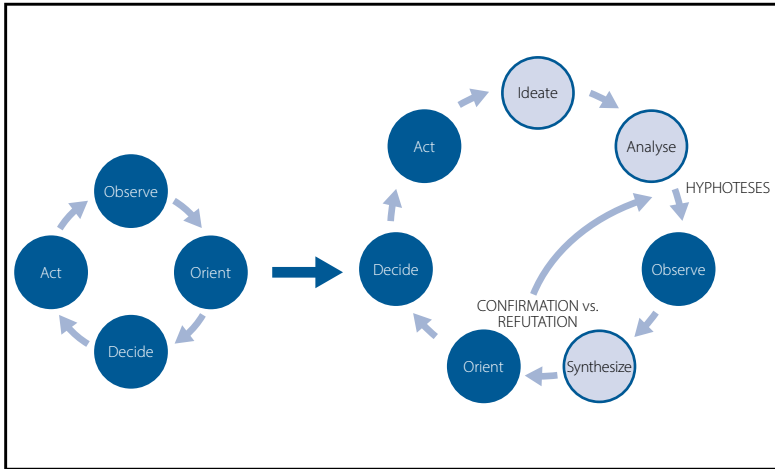 Observe
Orient
Decide
Act
Ideate
Analyse
HYPHOTESES
Observe
Synthesize
Orient
CONFIRMATION vs.
REFUTATION
Decide
Act